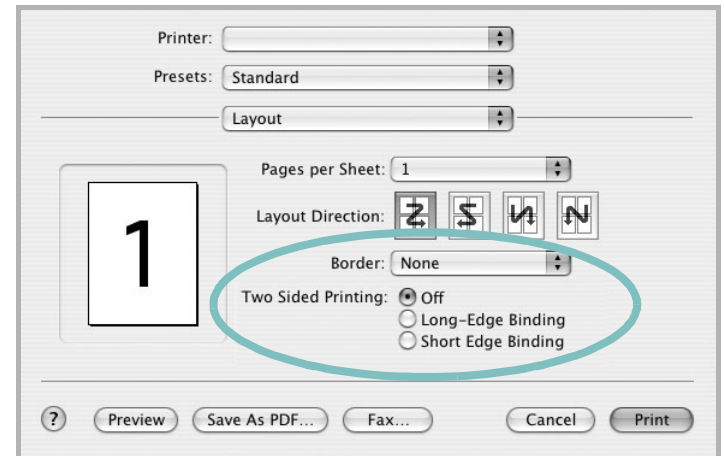 Printer:
Presets: Standard
Layout
Pages per Sheet: 1
1
Layout Direction:
Border: None
Two Sided Printing: Off
Long-Edge Binding
Short Edge Binding
? Preview Save As PDF... Fax... Cancel Print